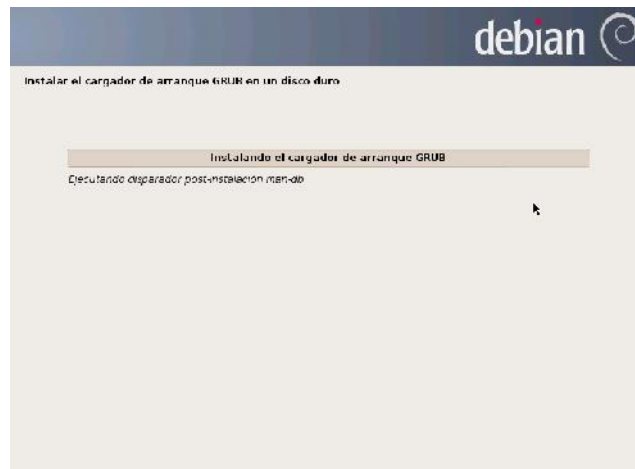 debian
Instalar el cargador de arranque GRUB en un disco duro
Instalando el cargador de arranque GRUB
Ejecutando disparador post-instalación man-db